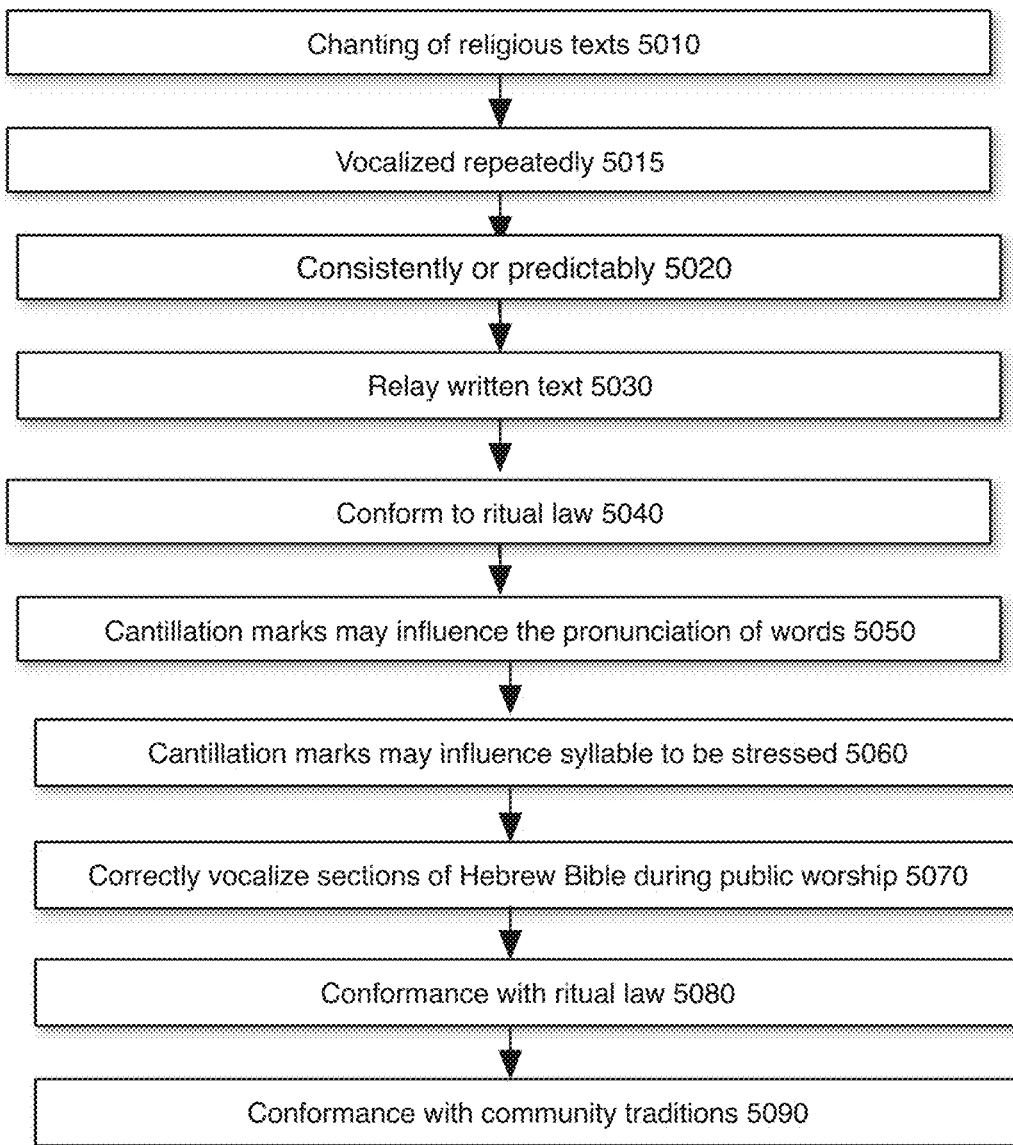 Chanting of religious texts 5010
Vocalized repeatedly 5015
Consistently or predictably 5020
Relay written text 5030
Conform to ritual law 5040
Cantillation marks may influence the pronunciation of words 5050
Cantillation marks may influence syllable to be stressed 5060
Correctly vocalize sections of Hebrew Bible during public worship 5070
Conformance with ritual law 5080
Conformance with community traditions 5090